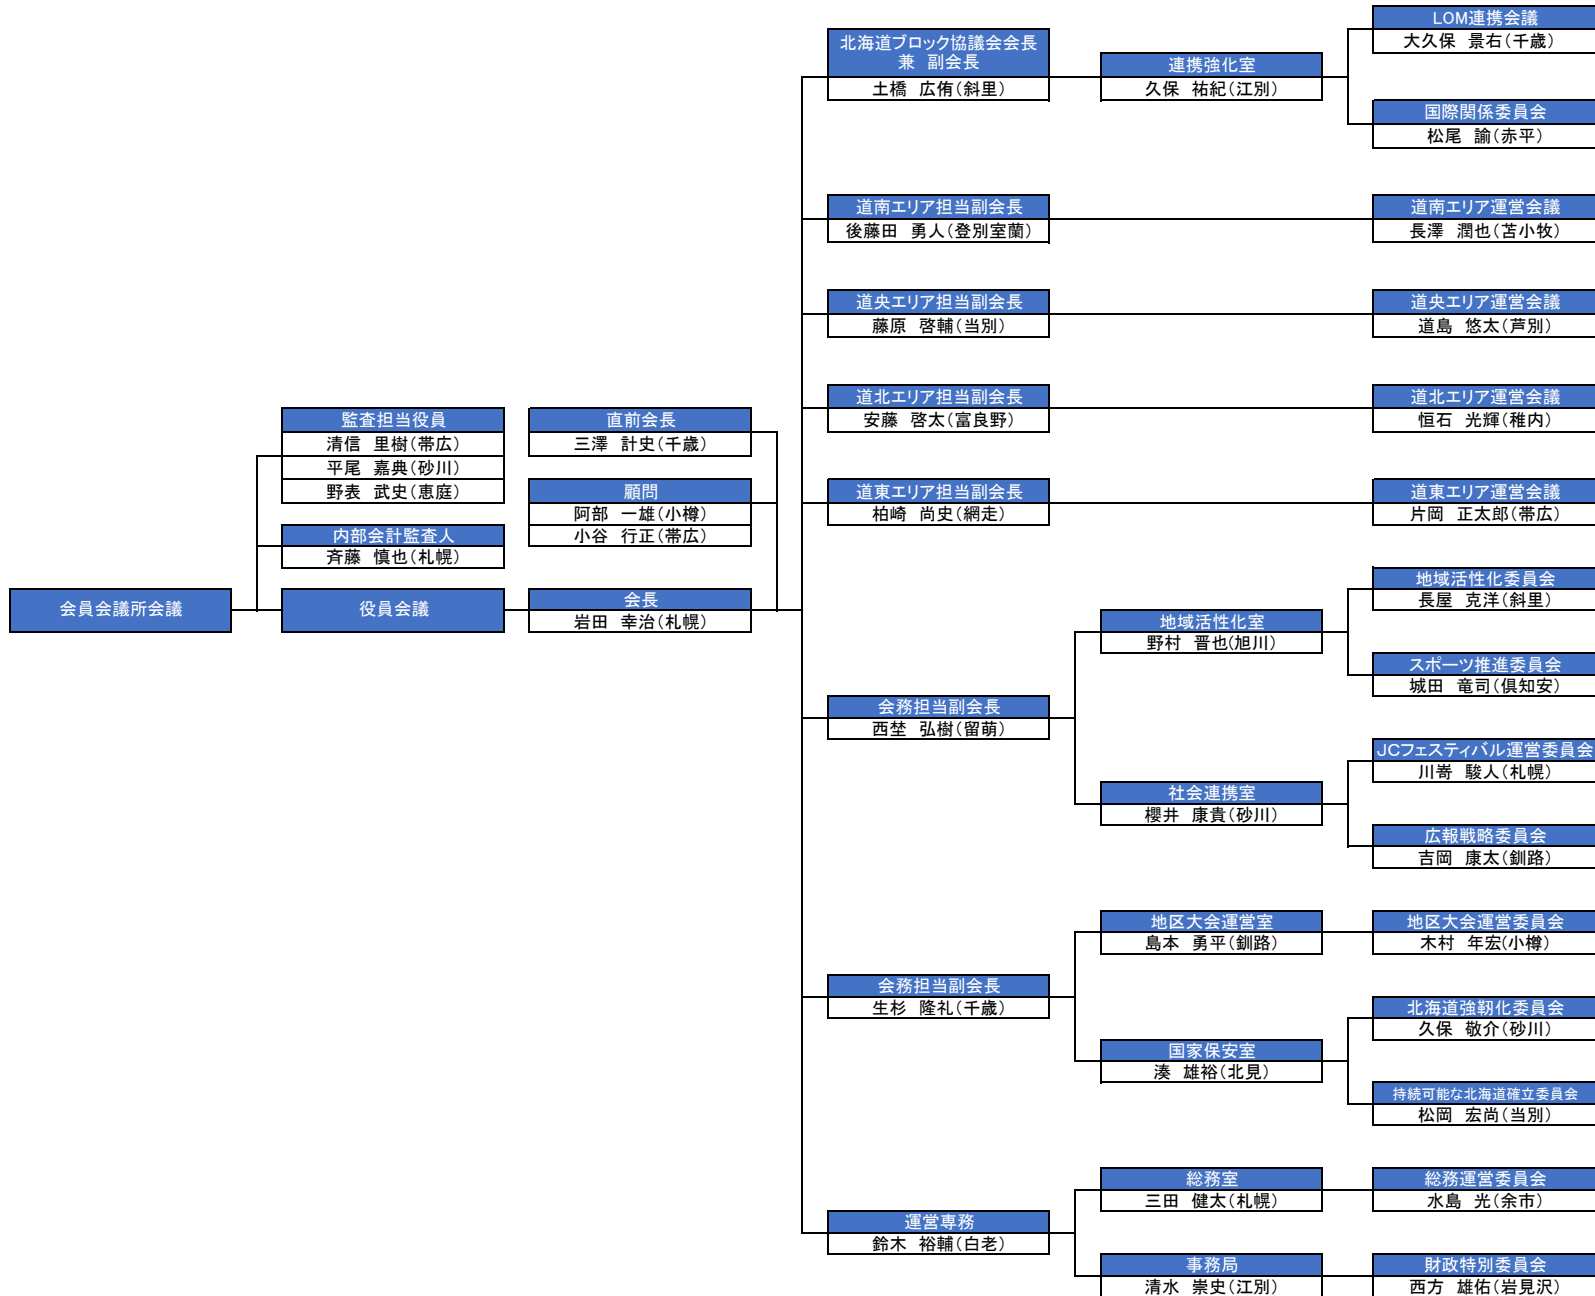 会員会議所会議
監査担当役員
清信 里樹(帯広)
平尾 嘉典(砂川)
野表 武史(恵庭)
内部会計監査人
斉藤 慎也(札幌)
役員会議
直前会長
三澤 計史(千歳)
顧問
阿部 一雄(小樽)
小谷 行正(帯広)
会長
岩田 幸治(札幌)
北海道ブロック協議会会長
兼 副会長
土橋 広侑(斜里)
連携強化室
久保 祐紀(江別)
LOM連携会議
大久保 景右(千歳)
国際関係委員会
松尾 諭(赤平)
道南エリア担当副会長
後藤田 勇人(登別室蘭)
道南エリア運営会議
長澤 潤也(苫小牧)
道央エリア担当副会長
藤原 啓輔(当別)
道央エリア運営会議
道島 悠太(芦別)
道北エリア担当副会長
安藤 啓太(富良野)
道北エリア運営会議
恒石 光輝(稚内)
道東エリア担当副会長
柏崎 尚史(網走)
道東エリア運営会議
片岡 正太郎(帯広)
会務担当副会長
西埜 弘樹(留萌)
地域活性化室
野村 晋也(旭川)
地域活性化委員会
長屋 克洋(斜里)
スポーツ推進委員会
城田 竜司(倶知安)
社会連携室
櫻井 康貴(砂川)
JCフェスティバル運営委員会
川嵜 駿人(札幌)
広報戦略委員会
吉岡 康太(釧路)
会務担当副会長
生杉 隆礼(千歳)
地区大会運営室
島本 勇平(釧路)
地区大会運営委員会
木村 年宏(小樽)
国家保安室
湊 雄裕(北見)
北海道強靭化委員会
久保 敬介(砂川)
持続可能な北海道確立委員会
松岡 宏尚(当別)
運営専務
鈴木 裕輔(白老)
総務室
三田 健太(札幌)
総務運営委員会
水島 光(余市)
事務局
清水 崇史(江別)
財政特別委員会
西方 雄佑(岩見沢)